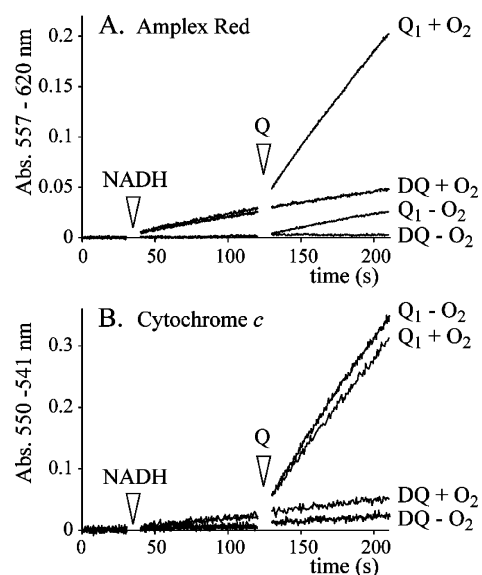 A. Amplex Red
Abs. 557 - 620 nm
0.2
0.15
0.1
0.05
0
NADH
Q
Q₁ + O₂
DQ + O₂
Q₁ - O₂
DQ - O₂
50
100
150
200
time (s)
B. Cytochrome c
Abs. 550 -541 nm
0.3
0.2
0.1
0
NADH
Q
Q₁ - O₂
Q₁ + O₂
DQ + O₂
DQ - O₂
0
50
100
150
200
time (s)